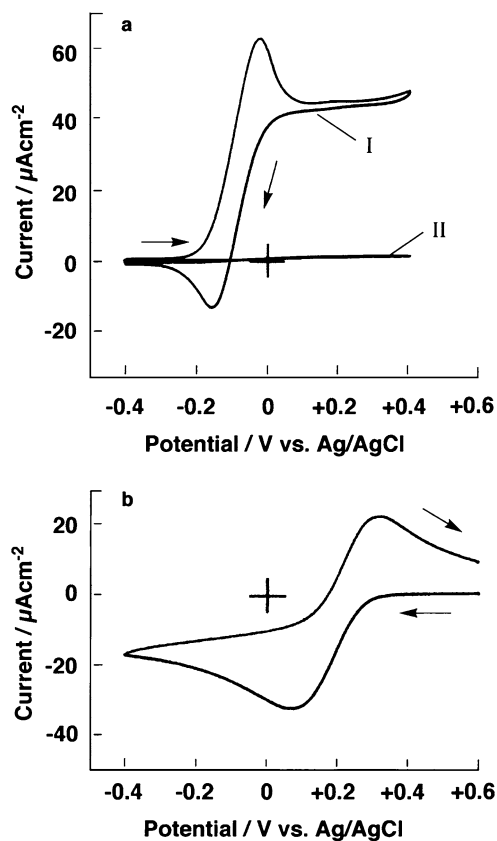 a
60
40
20
0
-20
Current / µAcm-2
I
II
-0.4 -0.2 0 +0.2 +0.4 +0.6
Potential / V vs. Ag/AgCl
b
20
0
-20
-40
Current / µAcm-2
-0.4 -0.2 0 +0.2 +0.4 +0.6
Potential / V vs. Ag/AgCl